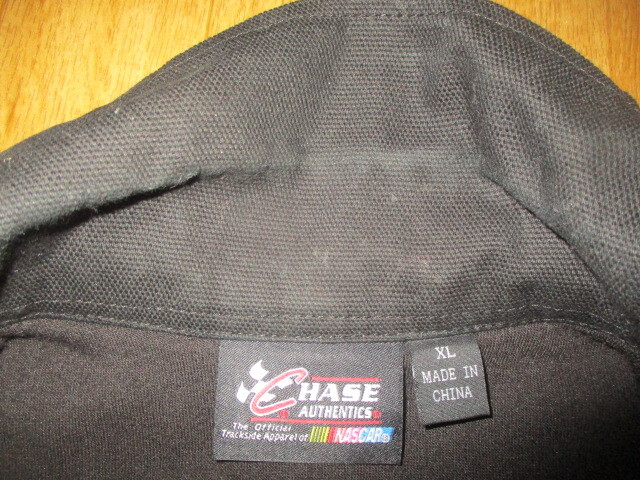 CHASE
AUTHENTICS®
The Official
Trackside Apparel of NASCAR®
XL
MADE IN
CHINA